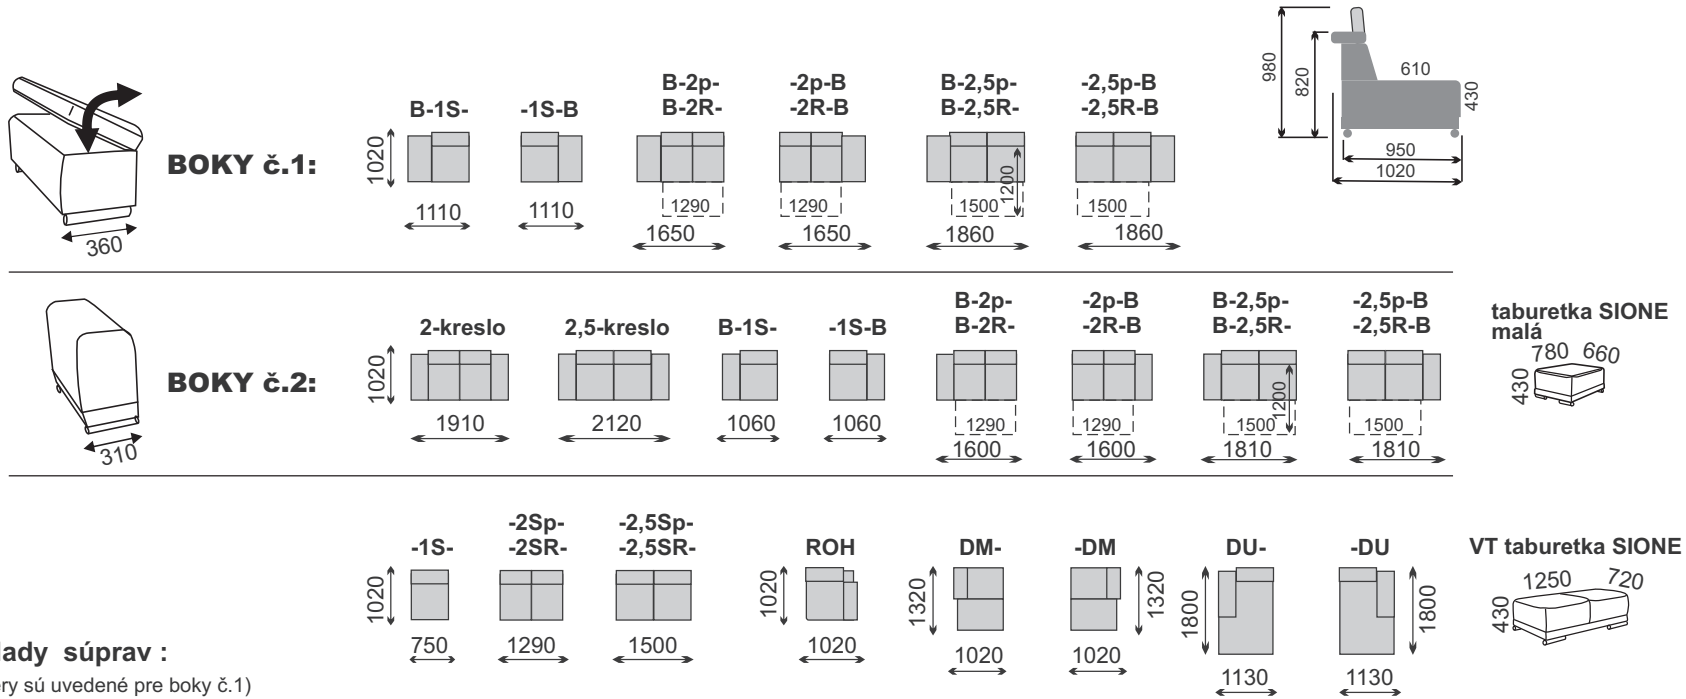 980
820
610
430
950
1020
B-1S-
-1S-B
B-2p-
B-2R-
-2p-B
-2R-B
B-2,5p-
B-2,5R-
-2,5p-B
-2,5R-B
BOKY č.1:
1020
360
1110
1110
1290
1650
1290
1650
1200
1500
1860
1500
1860
2-kreslo
2,5-kreslo
B-1S-
-1S-B
B-2p-
B-2R-
-2p-B
-2R-B
B-2,5p-
B-2,5R-
-2,5p-B
-2,5R-B
taburetka SIONE
malá
780 660
430
BOKY č.2:
1020
310
1910
2120
1060
1060
1290
1600
1290
1600
1200
1500
1810
1500
1810
-1S-
-2Sp-
-2SR-
-2,5Sp-
-2,5SR-
ROH
DM-
-DM
DU-
-DU
VT taburetka SIONE
1250 720
430
1020
750
1290
1500
1020
1020
1320
1020
1320
1020
1800
1130
1800
1130
lady súprav :
ry sú uvedené pre boky č.1)